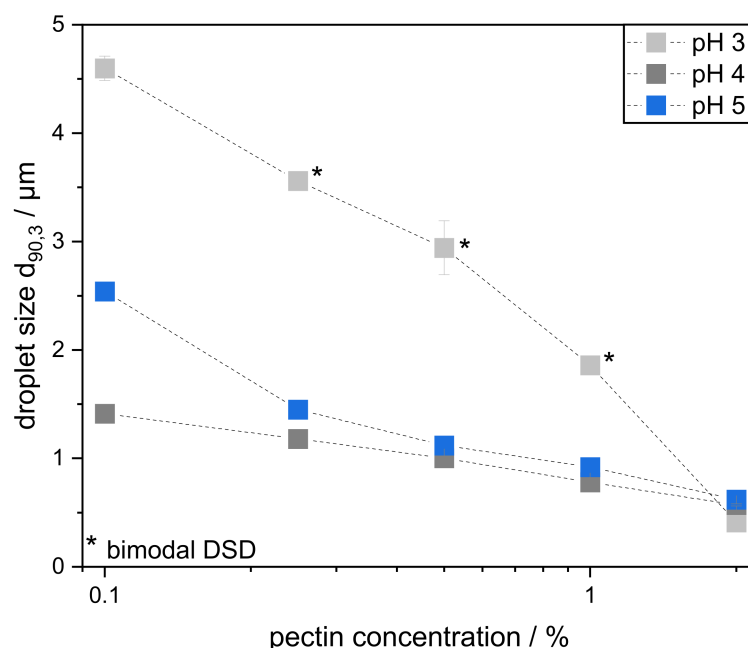 5
4
3
2
1
0
0.1
1
droplet size d90,3 / µm
pectin concentration / %
pH 3
pH 4
pH 5
*
*
*
* bimodal DSD